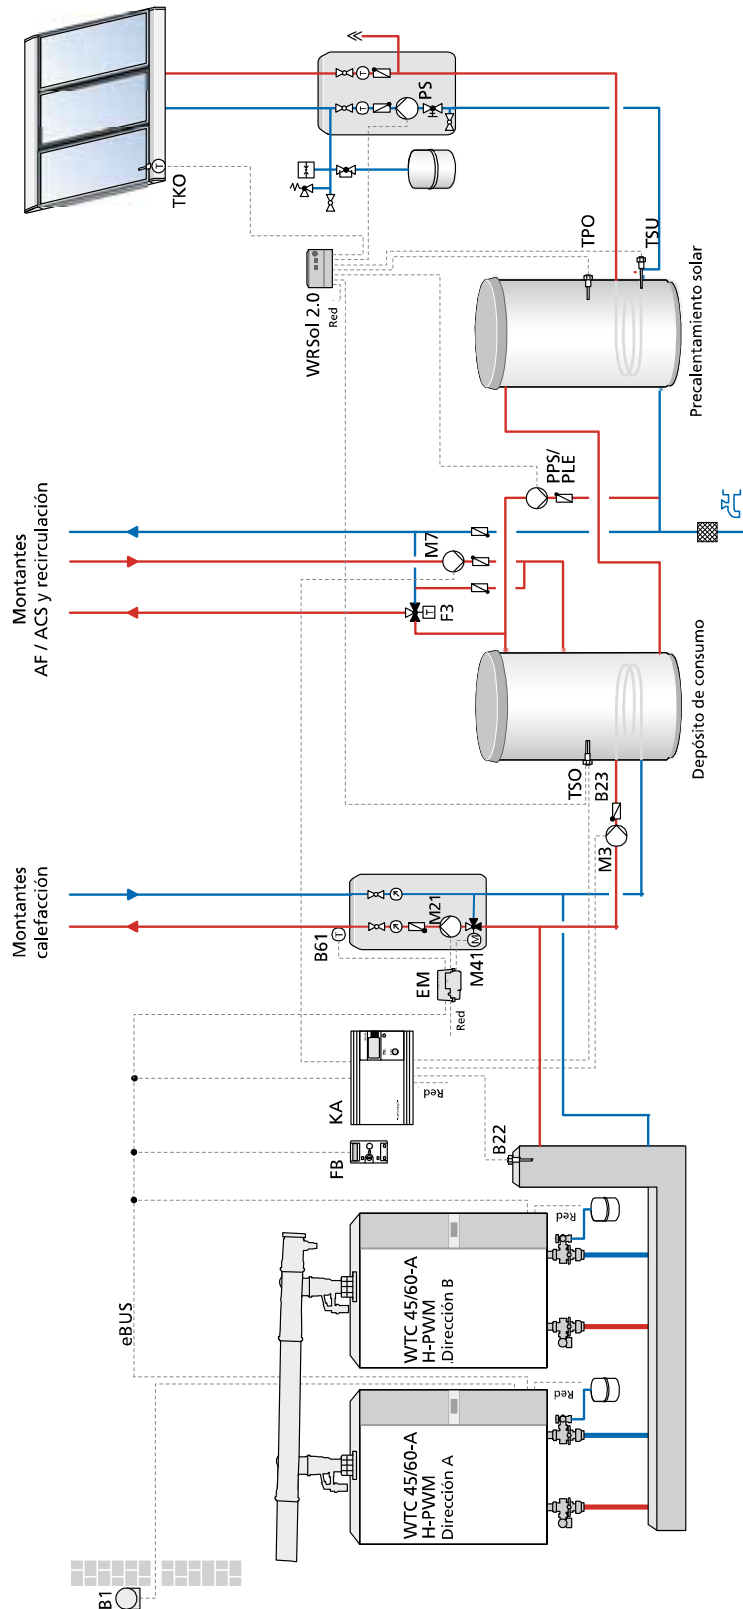 B1
eBUS
WTC 45/60-A
H-PWM
Dirección A
WTC 45/60-A
H-PWM
.Dirección B
Red
Red
FB
KA
Red
B22
Montantes
calefacción
B61
EM
Red
M21
M41
M3
B23
TSO
Depósito de consumo
Montantes
AF / ACS y recirculación
M7
F3
PPS/
PLE
Precalentamiento solar
WRSol 2.0
Red
TPO
TSU
TKO
PS
T
T
T
T
T
M